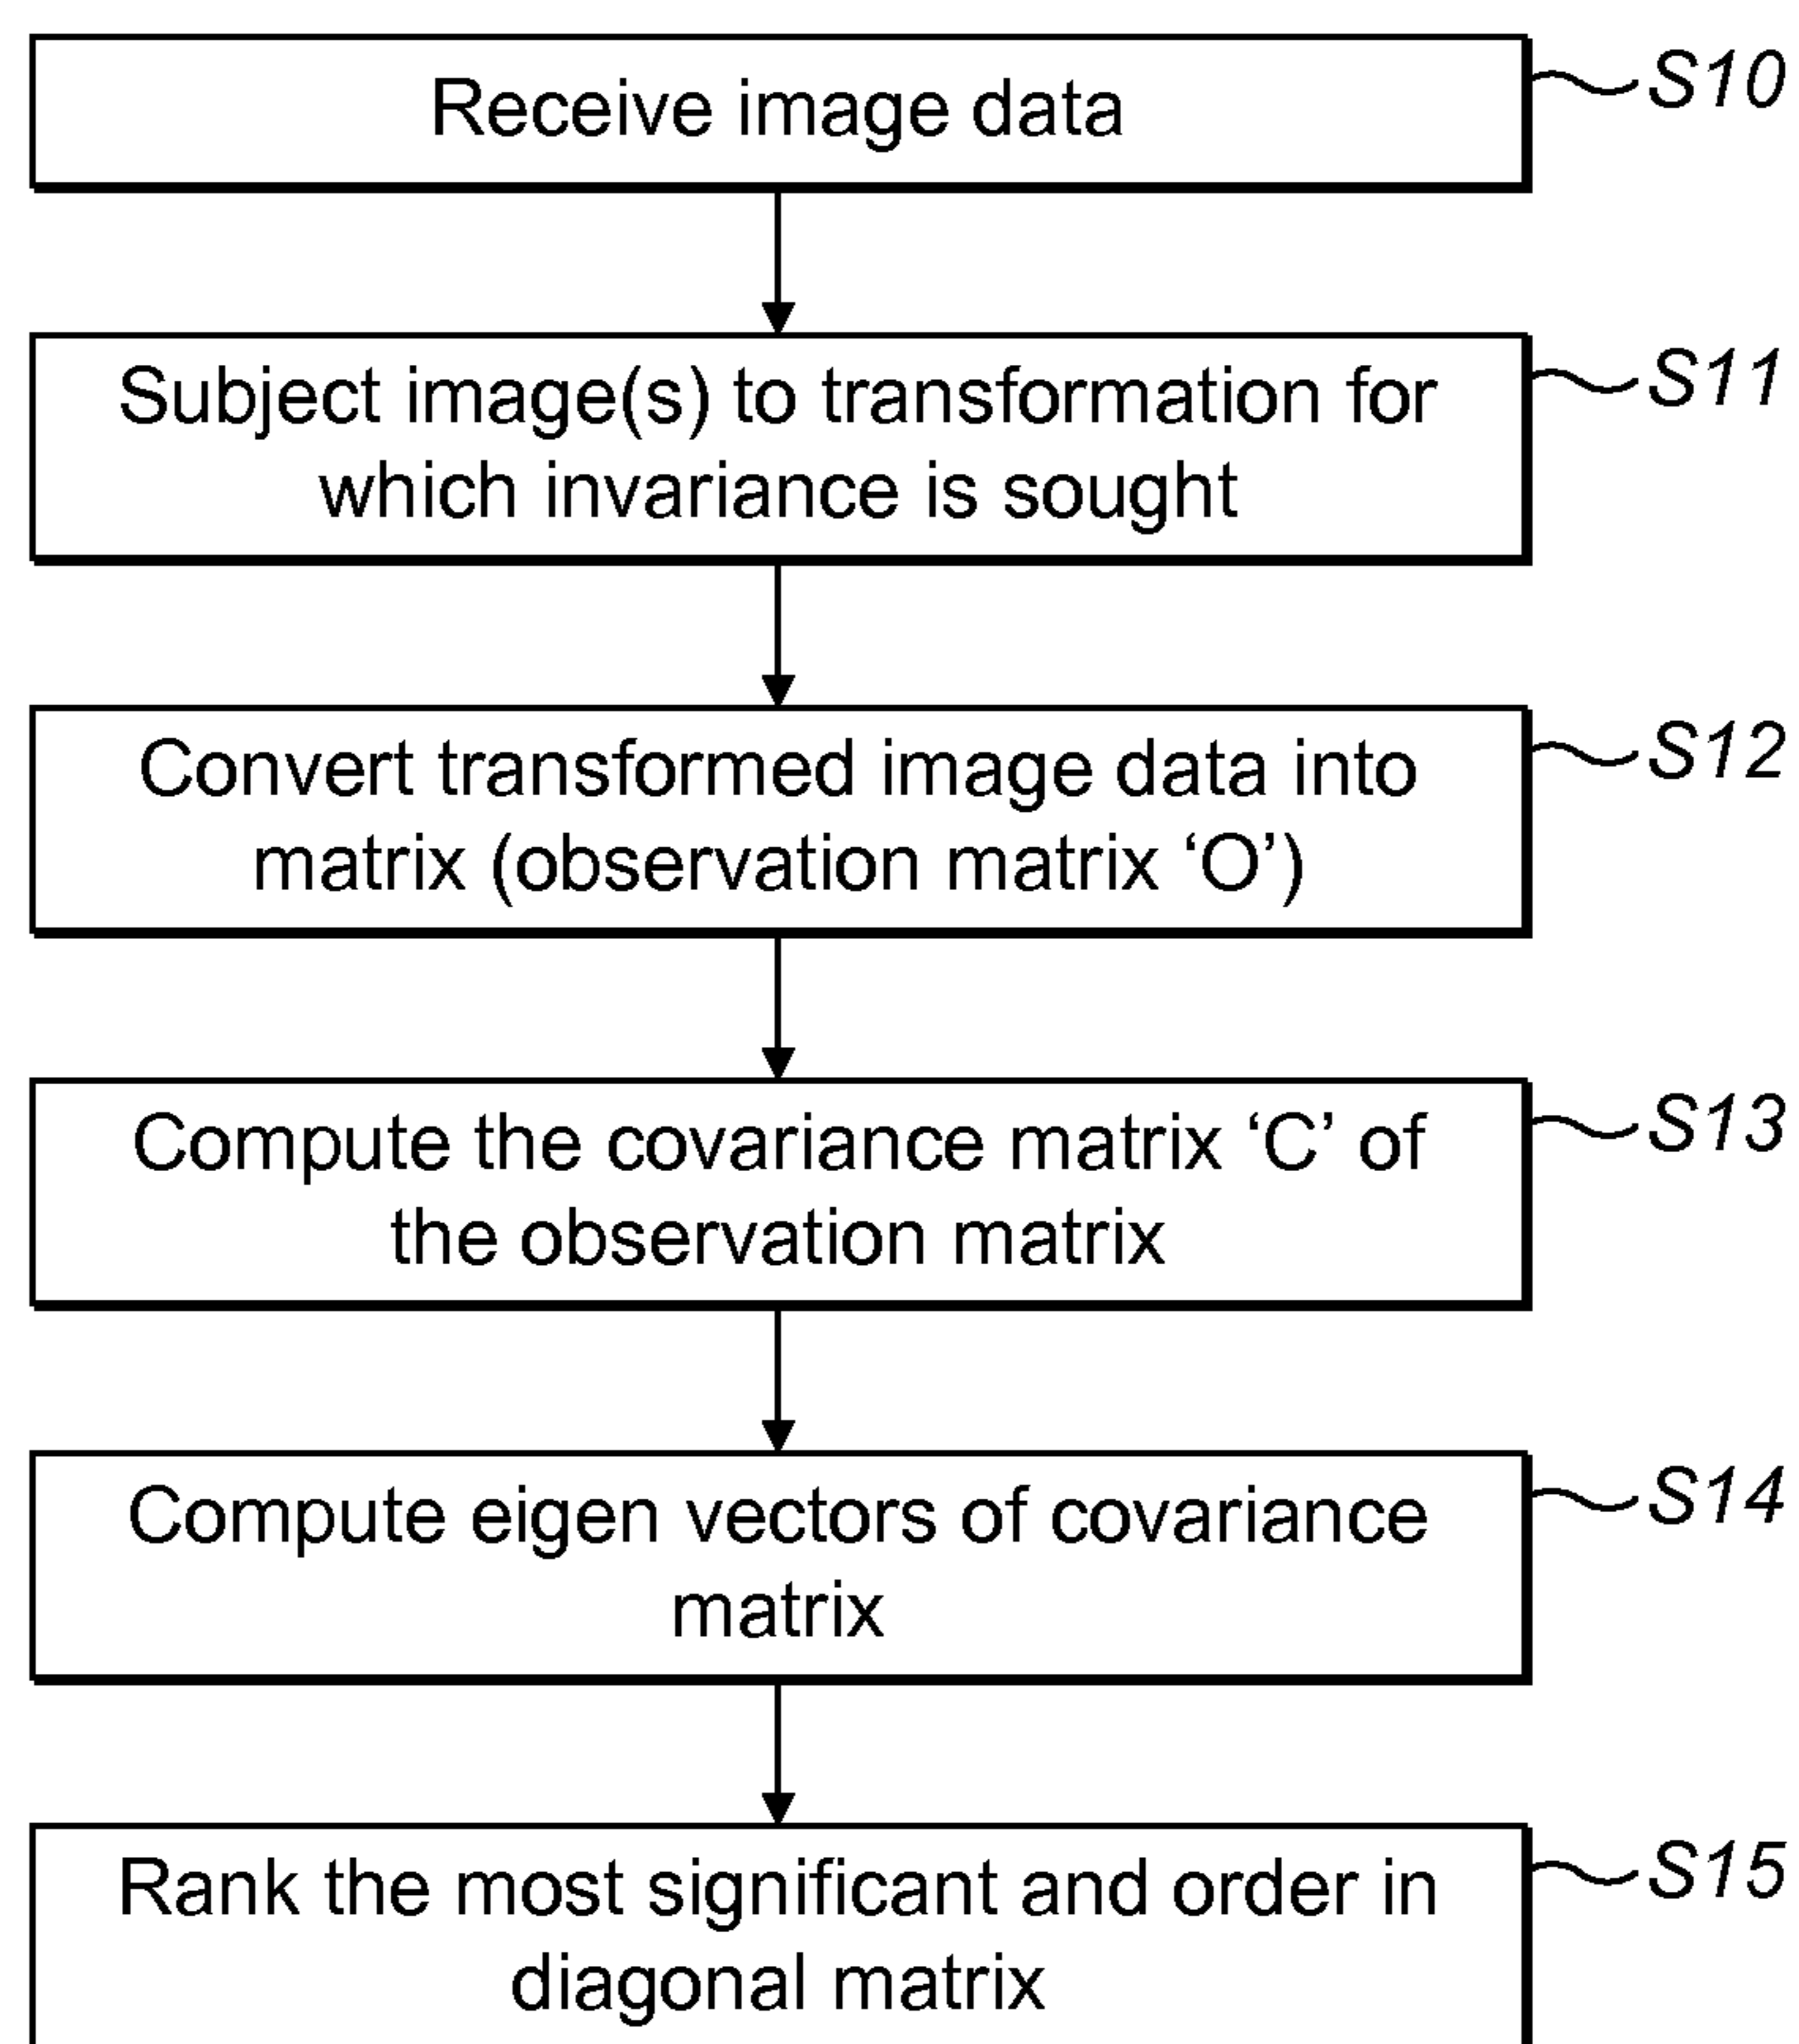 Receive image data
S10
Subject image(s) to transformation for
which invariance is sought
S11
Convert transformed image data into
matrix (observation matrix ‘O’)
S12
Compute the covariance matrix ‘C’ of
the observation matrix
S13
Compute eigen vectors of covariance
matrix
S14
Rank the most significant and order in
diagonal matrix
S15